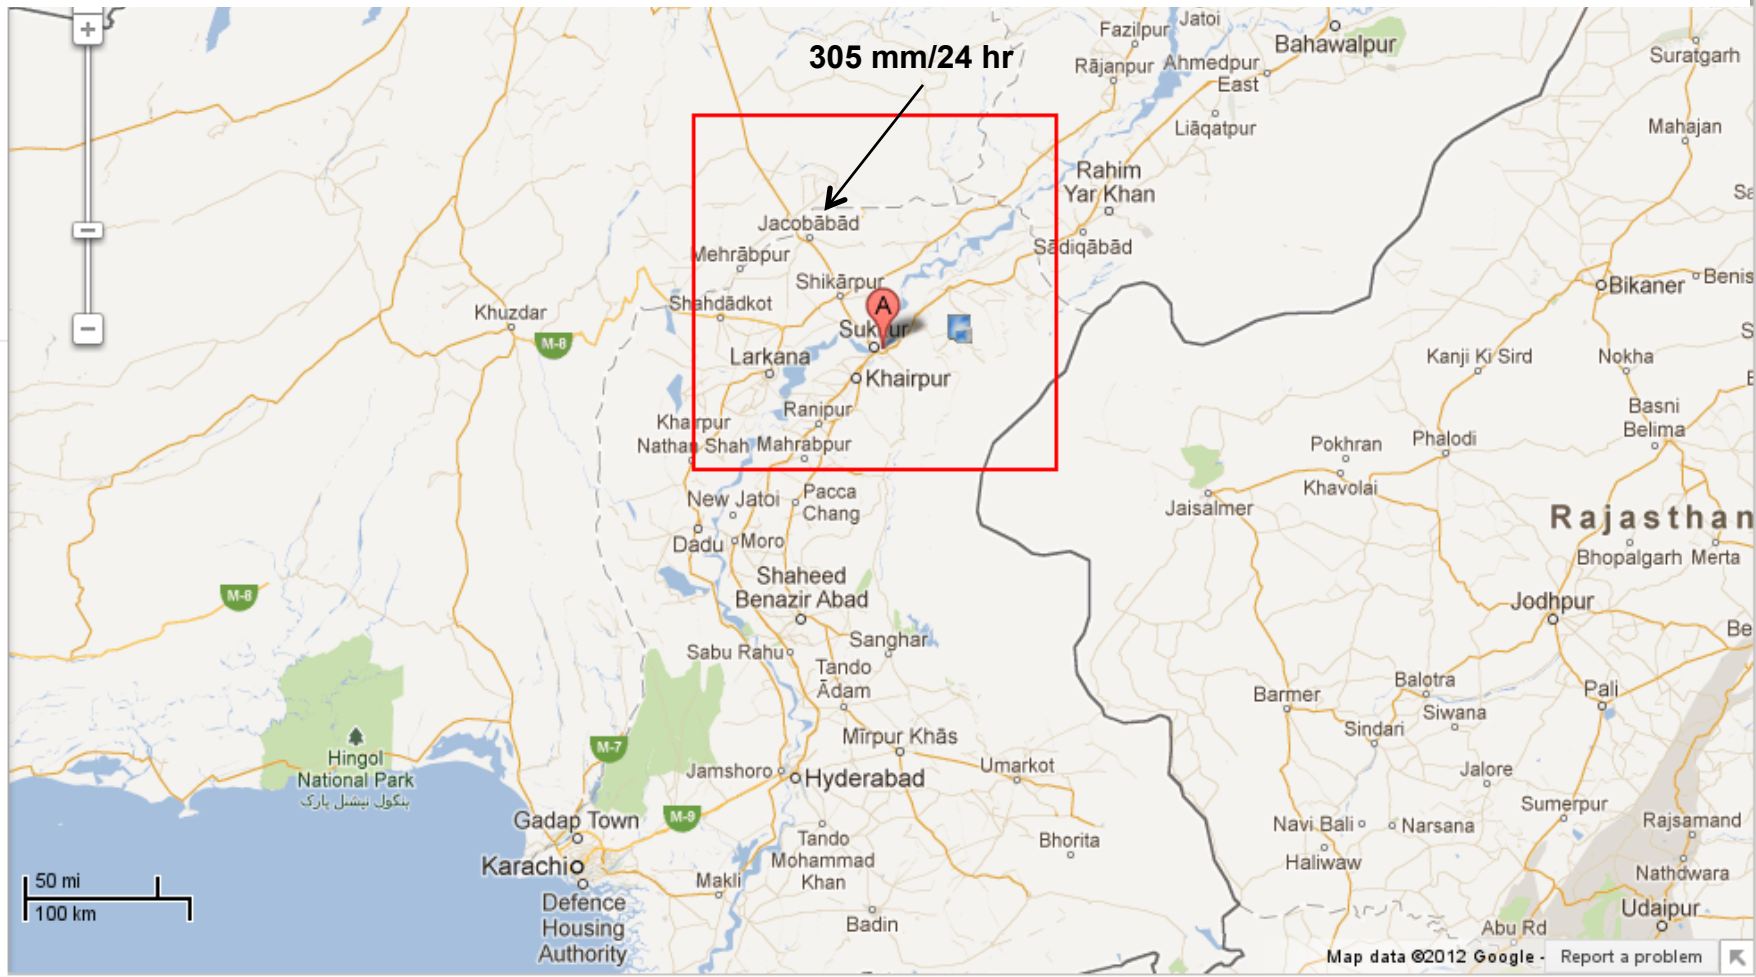 305 mm/24 hr
Fazilpur
Jatoi
Bahawalpur
Suratgarh
Rājanpur
Ahmedpur
East
Liāqatpur
Mahajan
Rahim
Yar Khan
Jacobābād
Mehrābpur
Sādiqābād
Shikārpur
Bikaner
Benis
Khuzdar
Shahdādkot
A
Sukkur
M-8
Larkana
Khairpur
Kanji Ki Sird
Nokha
Ranipur
Khairpur
Nathan Shah
Mahrabpur
Basni
Belima
Pokhran
Phalodi
Khavolai
New Jatoi
Pacca
Chang
Jaisalmer
Rajasthan
Dadu
Moro
Bhopalgarh
Merta
Shaheed
Benazir Abad
M-8
Jodhpur
Sanghar
Be
Sabu Rahu
Tando
Ādam
Balotra
Pali
Barmer
Siwana
Sindari
Mīrpur Khās
M-7
Hingol
National Park
ہنگول نیشنل پارک
Jamshoro
Hyderabad
Umarkot
Jalore
Sumerpur
Gadap Town
M-9
Tando
Mohammad
Khan
Bhorita
Navi Bali
Narsana
Rajsamand
Haliwaw
Karachi
Makli
Nathdwara
50 mi
100 km
Defence
Housing
Authority
Badin
Udaipur
Abu Rd
Map data ©2012 Google -
Report a problem